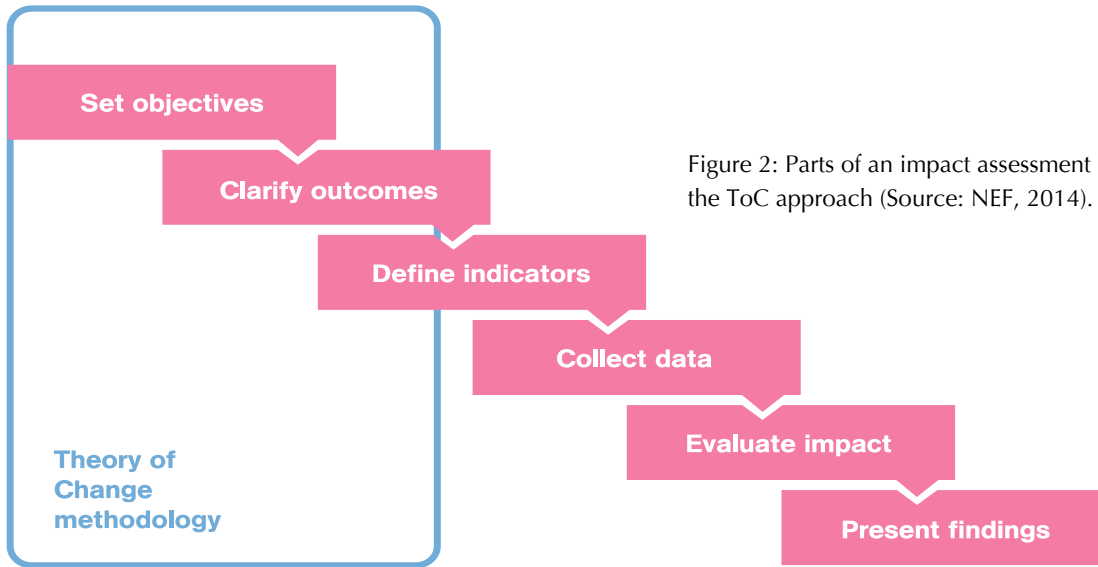 Set objectives
Clarify outcomes
Figure 2: Parts of an impact assessment
the ToC approach (Source: NEF, 2014).
Define indicators
Collect data
Evaluate impact
Theory of
Change
methodology
Present findings